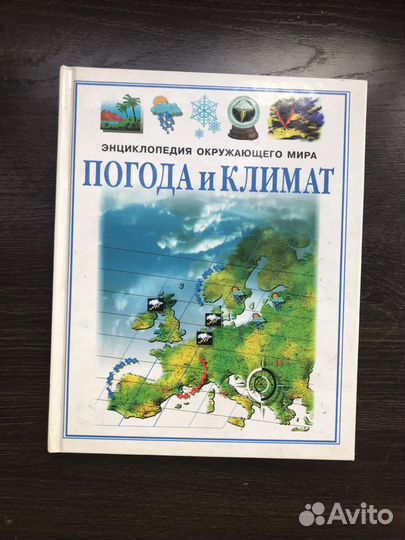 ЭНЦИКЛОПЕДИЯ ОКРУЖАЮЩЕГО МИРА
ПОГОДА и КЛИМАТ
Avito